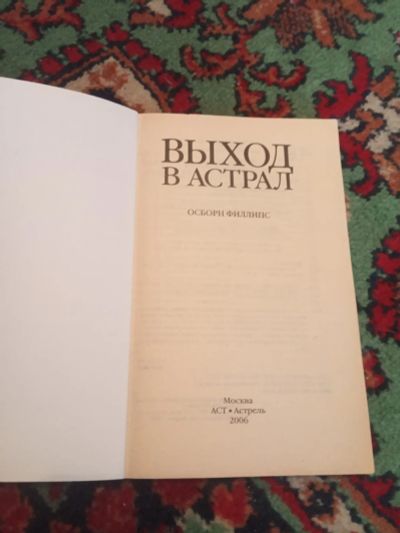 ВЫХОД
В АСТРАЛ
ОСБОРН ФИЛЛИПС
Москва
АСТ • Астрель
2006